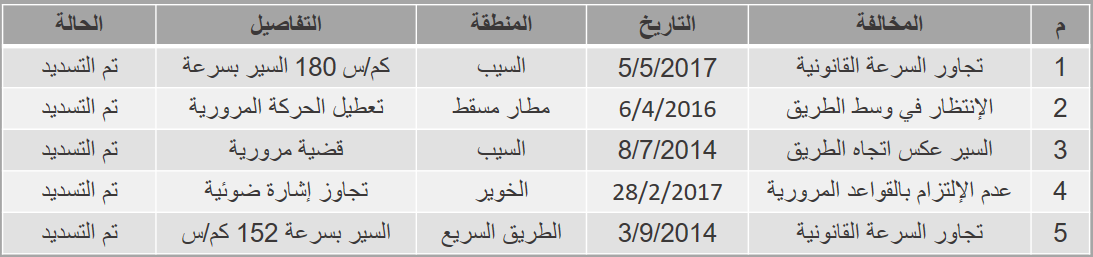 م المخالفة التاريخ المنطقة التفاصيل الحالة
1 تجاور السرعة القانونية 5/5/2017 السيب كم/س 180 السير بسرعة تم التسديد
2 الإنتظار في وسط الطريق 6/4/2016 مطار مسقط تعطيل الحركة المرورية تم التسديد
3 السير عكس اتجاه الطريق 8/7/2014 السيب قضية مرورية تم التسديد
4 عدم الإلتزام بالقواعد المرورية 28/2/2017 الخوير تجاوز إشارة ضوئية تم التسديد
5 تجاور السرعة القانونية 3/9/2014 الطريق السريع السير بسرعة 152 كم/س تم التسديد